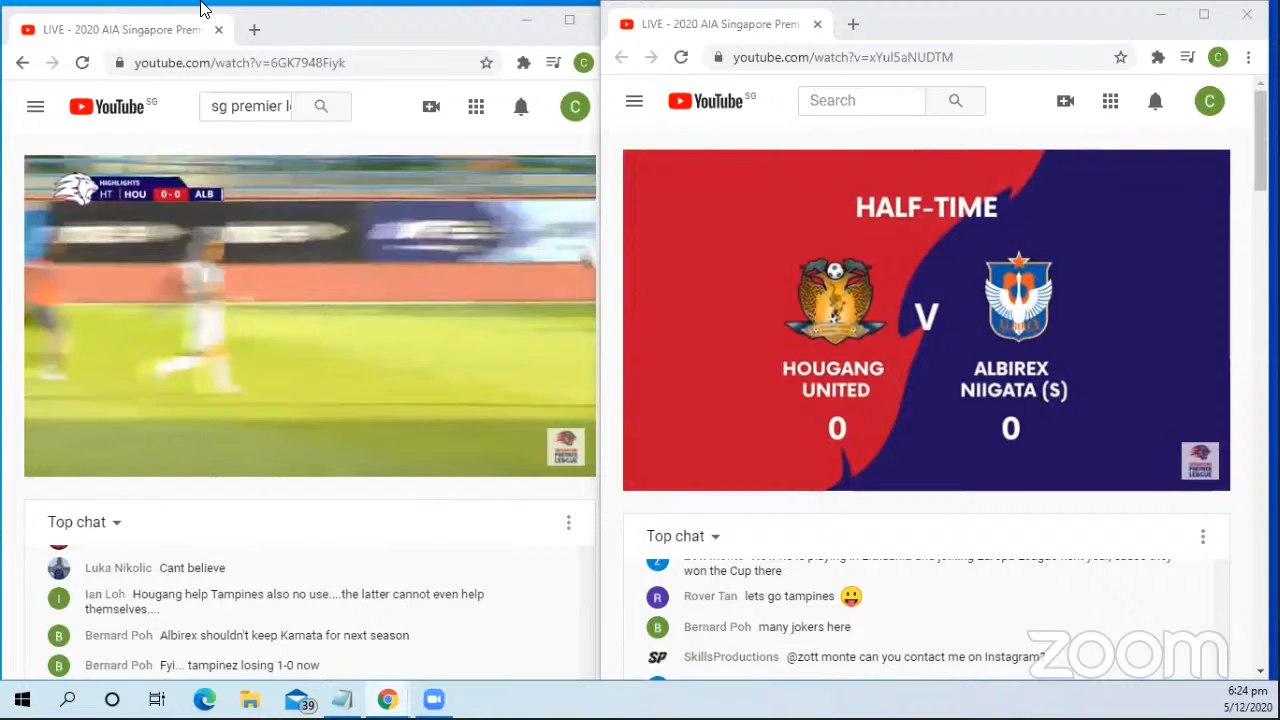 LIVE - 2020 AIA Singapore Prem
youtube.com/watch?v=6GK7948Fiyk
C
YouTube SG
sg premier l
C
HIGHLIGHTS
HT HOU 0-0 ALB
Top chat
Luka Nikolic Cant believe
I Ian Loh Hougang help Tampines also no use....the latter cannot even help
themselves....
B Bernard Poh Albirex shouldn't keep Kamata for next season
B Bernard Poh Fyi... tampinez losing 1-0 now
LIVE - 2020 AIA Singapore Premi
youtube.com/watch?v=xYul5aNUDTM
C
YouTube SG
Search
C
HALF-TIME
V
HOUGANG
UNITED
0
ALBIREX
NIIGATA (S)
0
Top chat
won the Cup there
R Rover Tan lets go tampines
B Bernard Poh many jokers here
SP SkillsProductions @zott monte can you contact me on Instagram?
zoom
39
6:24 pm
5/12/2020